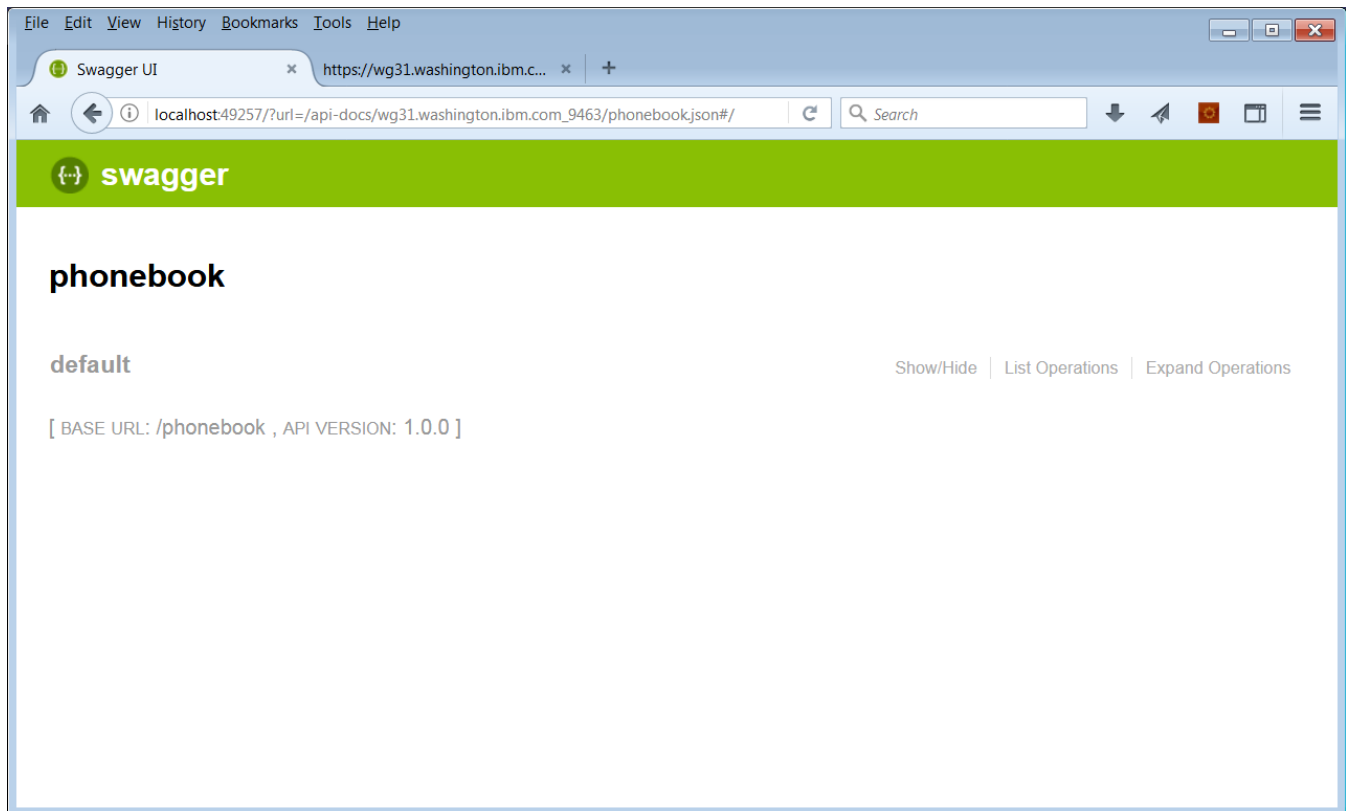 File Edit View History Bookmarks Tools Help
Swagger UI × https://wg31.washington.ibm.c... × +
localhost:49257/?url=/api-docs/wg31.washington.ibm.com_9463/phonebook.json#/ Search
{···} swagger
phonebook
default Show/Hide List Operations Expand Operations
[ BASE URL: /phonebook , API VERSION: 1.0.0 ]